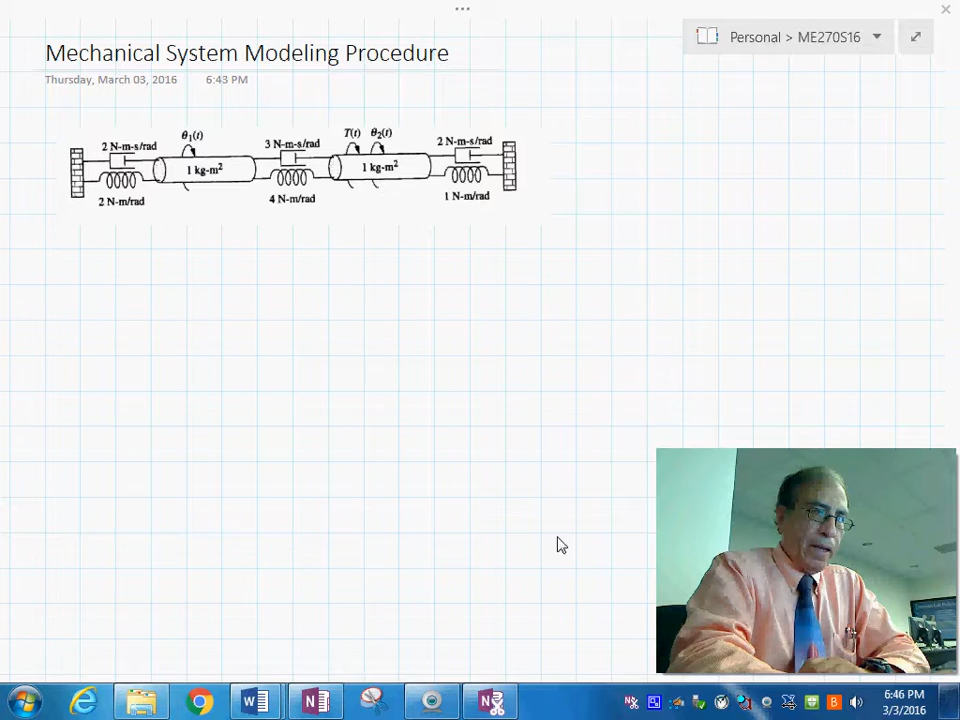 Mechanical System Modeling Procedure
Personal > ME270S16
Thursday, March 03, 2016 6:43 PM
θ₁(t) T(t) θ₂(t)
2 N-m-s/rad 3 N-m-s/rad 2 N-m-s/rad
1 kg-m² 1 kg-m²
2 N-m/rad 4 N-m/rad 1 N-m/rad
6:46 PM
3/3/2016